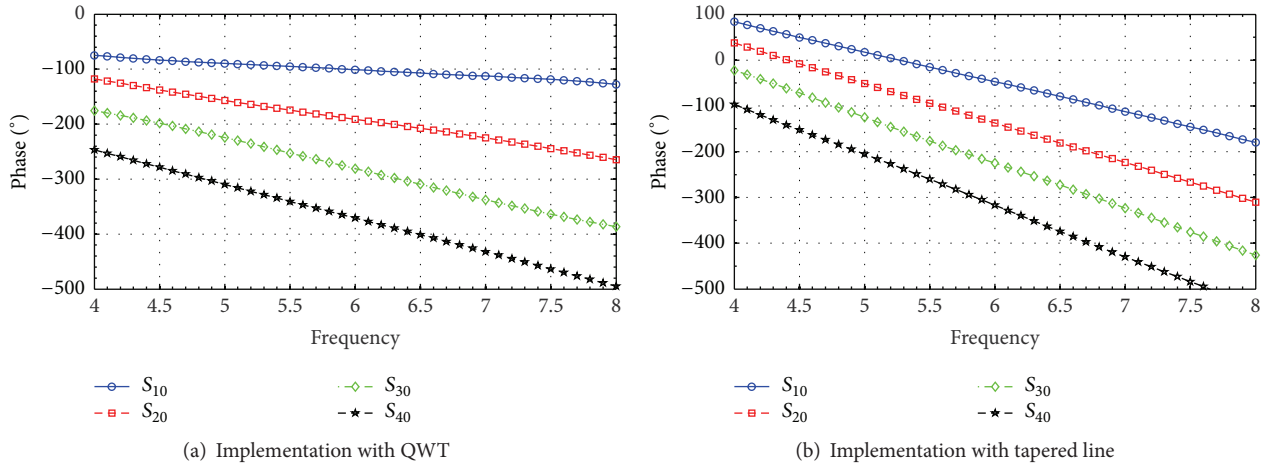 0
−100
−200
−300
−400
−500
Phase (°)
4 4.5 5 5.5 6 6.5 7 7.5 8
Frequency
S10 S30
S20 S40
(a) Implementation with QWT
100
0
−100
−200
−300
−400
−500
Phase (°)
4 4.5 5 5.5 6 6.5 7 7.5 8
Frequency
S10 S30
S20 S40
(b) Implementation with tapered line